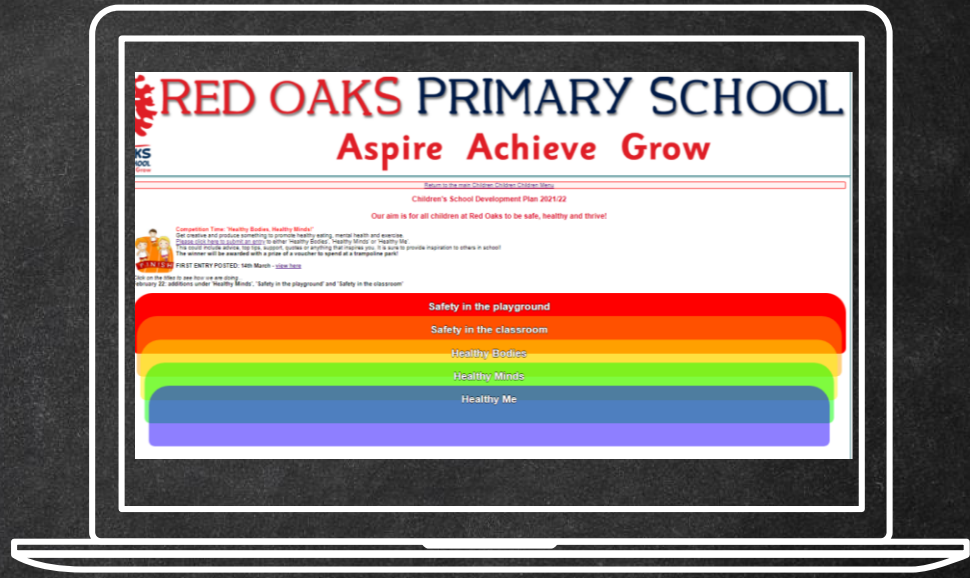 RED OAKS PRIMARY SCHOOL
Aspire Achieve Grow
KS
OOL
Grow
Return to the main Children Children Children Menu
Children's School Development Plan 2021/22
Our aim is for all children at Red Oaks to be safe, healthy and thrive!
Competition Time: 'Healthy Bodies, Healthy Minds!'
Get creative and produce something to promote healthy eating, mental health and exercise.
Please click here to submit an entry to either 'Healthy Bodies', 'Healthy Minds' or 'Healthy Me'.
This could include advice, top tips, support, quotes or anything that inspires you. It is sure to provide inspiration to others in school!
The winner will be awarded with a prize of a voucher to spend at a trampoline park!
FINISH
FIRST ENTRY POSTED: 14th March - view here
Click on the titles to see how we are doing...
ebruary 22: additions under 'Healthy Minds', 'Safety in the playground' and 'Safety in the classroom'
Safety in the playground
Safety in the classroom
Healthy Bodies
Healthy Minds
Healthy Me